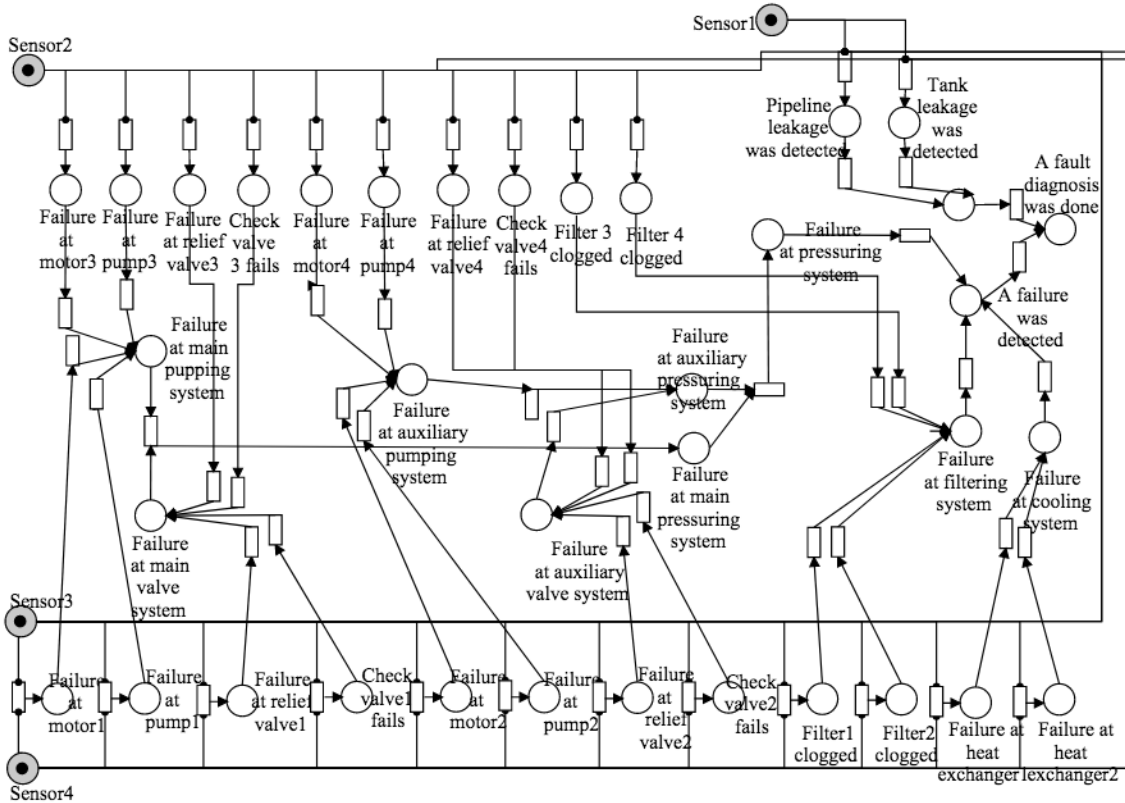 Sensor1
Sensor2
Pipeline
leakage
was detected
Tank
leakage
was
detected
A fault
diagnosis
was done
Failure
at
motor3
Failure
at
pump3
Failure
at relief
valve3
Check
valve
3 fails
Failure
at
motor4
Failure
at
pump4
Failure
at relief
valve4
Check
valve4
fails
Filter 3
clogged
Filter 4
clogged
Failure
at pressuring
system
A failure
was
detected
Failure
at main
pupping
system
Failure
at auxiliary
pumping
system
Failure
at auxiliary
pressuring
system
Failure
at main
pressuring
system
Failure
at filtering
system
Failure
at cooling
system
Failure
at main
valve
system
Failure
at auxiliary
valve system
Sensor3
Failure
at
motor1
Failure
at
pump1
Failure
at relief
valve1
Check
valve1
fails
Failure
at
motor2
Failure
at
pump2
Failure
at
relief
valve2
Check
valve2
fails
Filter1
clogged
Filter2
clogged
Failure at
heat
exchanger1
Failure at
heat
exchanger2
Sensor4